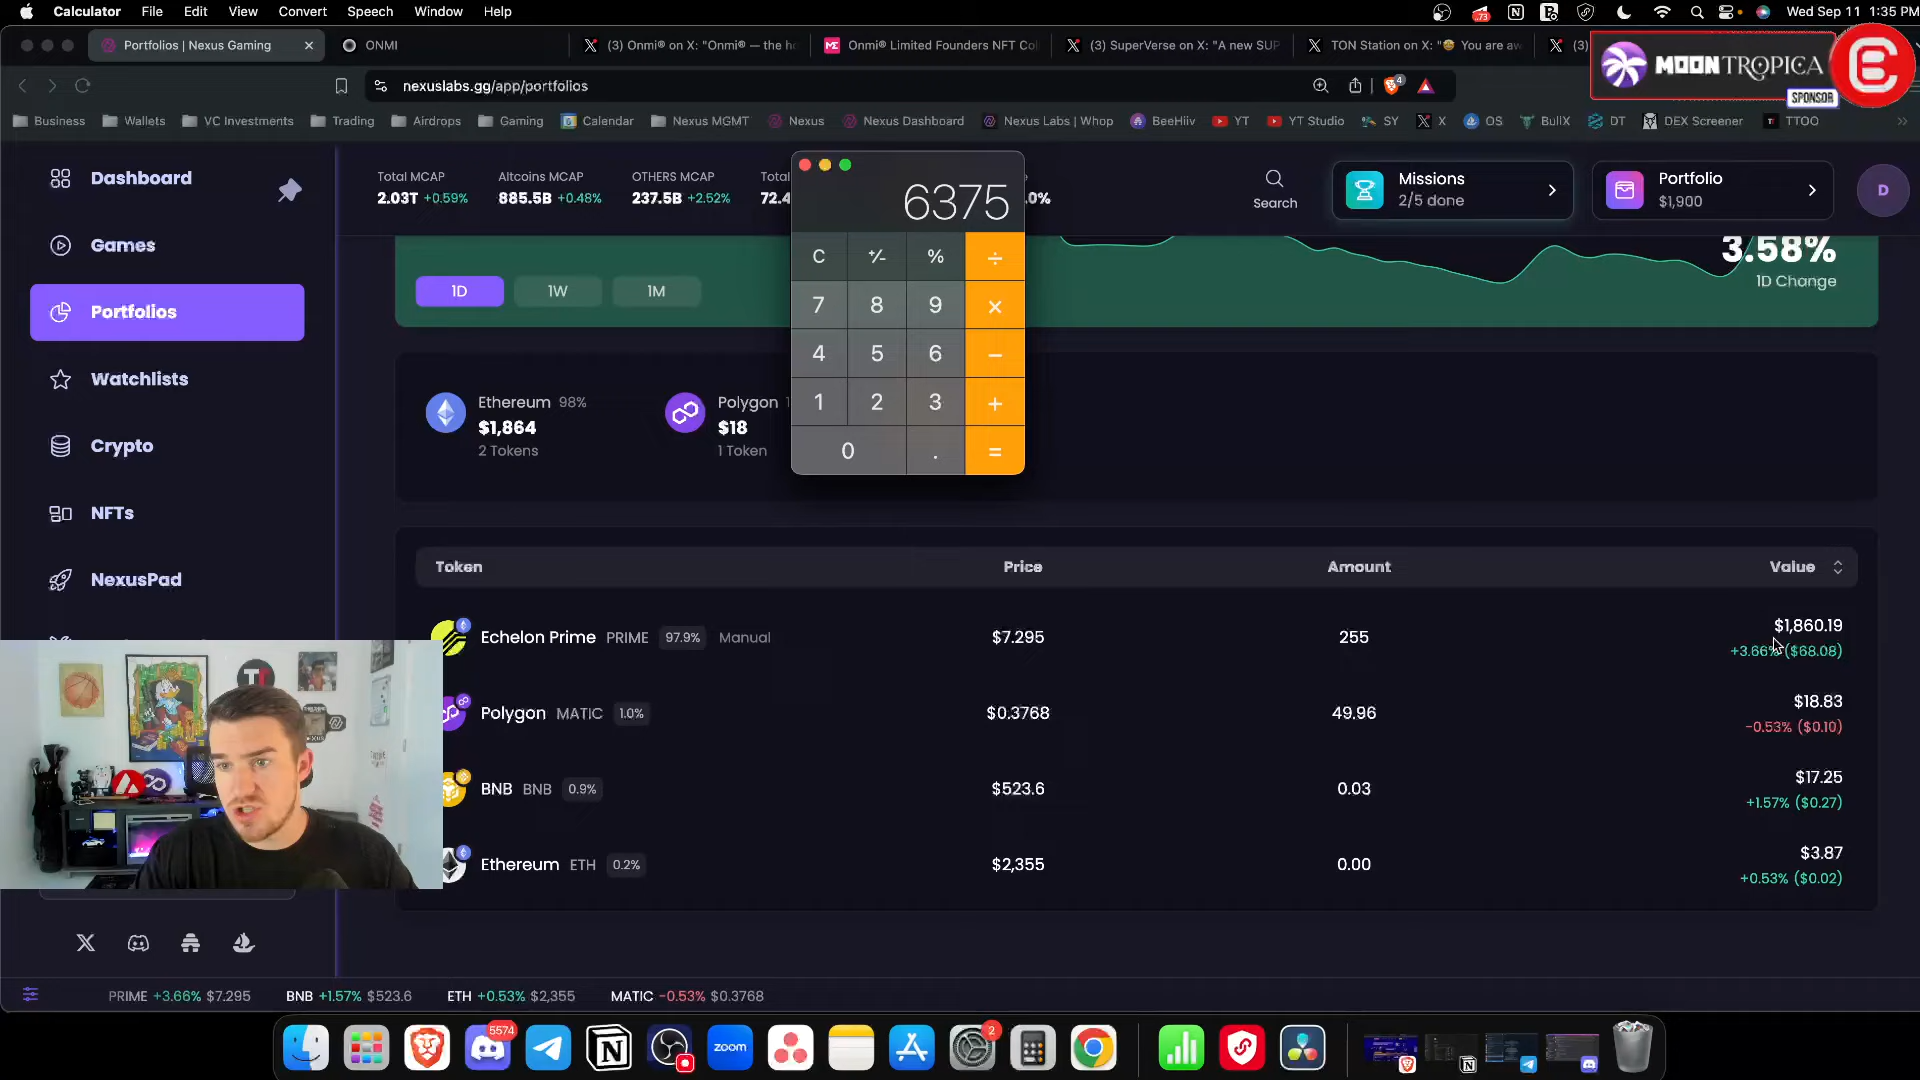 Calculator File Edit View Convert Speech Window Help
.73
Wed Sep 11 1:35 PM
Portfolios | Nexus Gaming
ONMI
(3) Onmi® on X: "Onmi® — the h
Onmi® Limited Founders NFT Col
(3) SuperVerse on X: "A new SUP
TON Station on X: "🤩 You are aw
(3)
MOONTROPICA
SPONSOR
nexuslabs.gg/app/portfolios
4
Business Wallets VC Investments Trading Airdrops Gaming Calendar Nexus MGMT Nexus Nexus Dashboard Nexus Labs | Whop BeeHiiv YT YT Studio SY X OS BullX DT DEX Screener TTOO
Dashboard
Games
Portfolios
Watchlists
Crypto
NFTs
NexusPad
Total MCAP
2.03T +0.59%
Altcoins MCAP
885.5B +0.48%
OTHERS MCAP
237.5B +2.52%
Total
72.4
.0%
Search
Missions
2/5 done
Portfolio
$1,900
D
6375
C +/- % ÷
7 8 9 ×
4 5 6 −
1 2 3 +
0 . =
1D 1W 1M
3.58%
1D Change
Ethereum 98%
$1,864
2 Tokens
Polygon 1
$18
1 Token
Token Price Amount Value
Echelon Prime PRIME 97.9% Manual $7.295 255 $1,860.19
+3.66% ($68.08)
Polygon MATIC 1.0% $0.3768 49.96 $18.83
-0.53% ($0.10)
BNB BNB 0.9% $523.6 0.03 $17.25
+1.57% ($0.27)
Ethereum ETH 0.2% $2,355 0.00 $3.87
+0.53% ($0.02)
TT
PRIME +3.66% $7.295 BNB +1.57% $523.6 ETH +0.53% $2,355 MATIC -0.53% $0.3768
5574
zoom
2